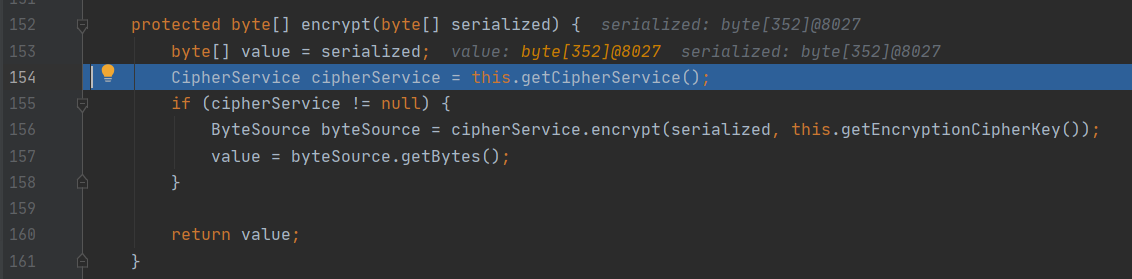 152 protected byte[] encrypt(byte[] serialized) { serialized: byte[352]@8027
153 byte[] value = serialized; value: byte[352]@8027 serialized: byte[352]@8027
154 CipherService cipherService = this.getCipherService();
155 if (cipherService != null) {
156 ByteSource byteSource = cipherService.encrypt(serialized, this.getEncryptionCipherKey());
157 value = byteSource.getBytes();
158 }
159
160 return value;
161 }